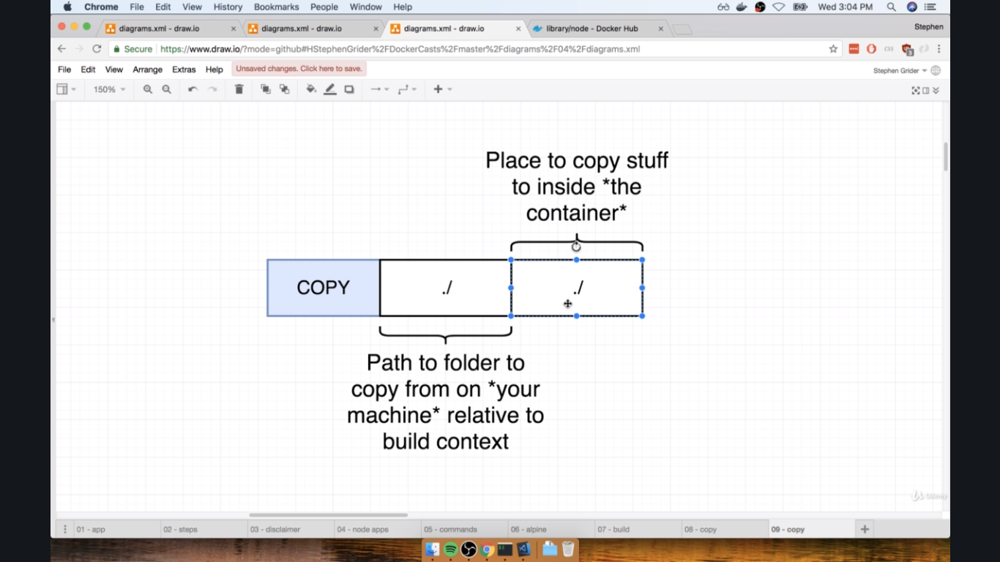 Chrome File Edit View History Bookmarks People Window Help Wed 3:04 PM
diagrams.xml - draw.io × diagrams.xml - draw.io × diagrams.xml - draw.io × library/node - Docker Hub × Stephen
Secure https://www.draw.io/?mode=github#HStephenGrider%2FDockerCasts%2Fmaster%2Fdiagrams%2F04%2Fdiagrams.xml CSS 3
File Edit View Arrange Extras Help Unsaved changes. Click here to save. Stephen Grider
150%
Place to copy stuff
to inside *the
container*
COPY ./ ./
Path to folder to
copy from on *your
machine* relative to
build context
Udemy
01 - app 02 - steps 03 - disclaimer 04 - node apps 05 - commands 06 - alpine 07 - build 08 - copy 09 - copy